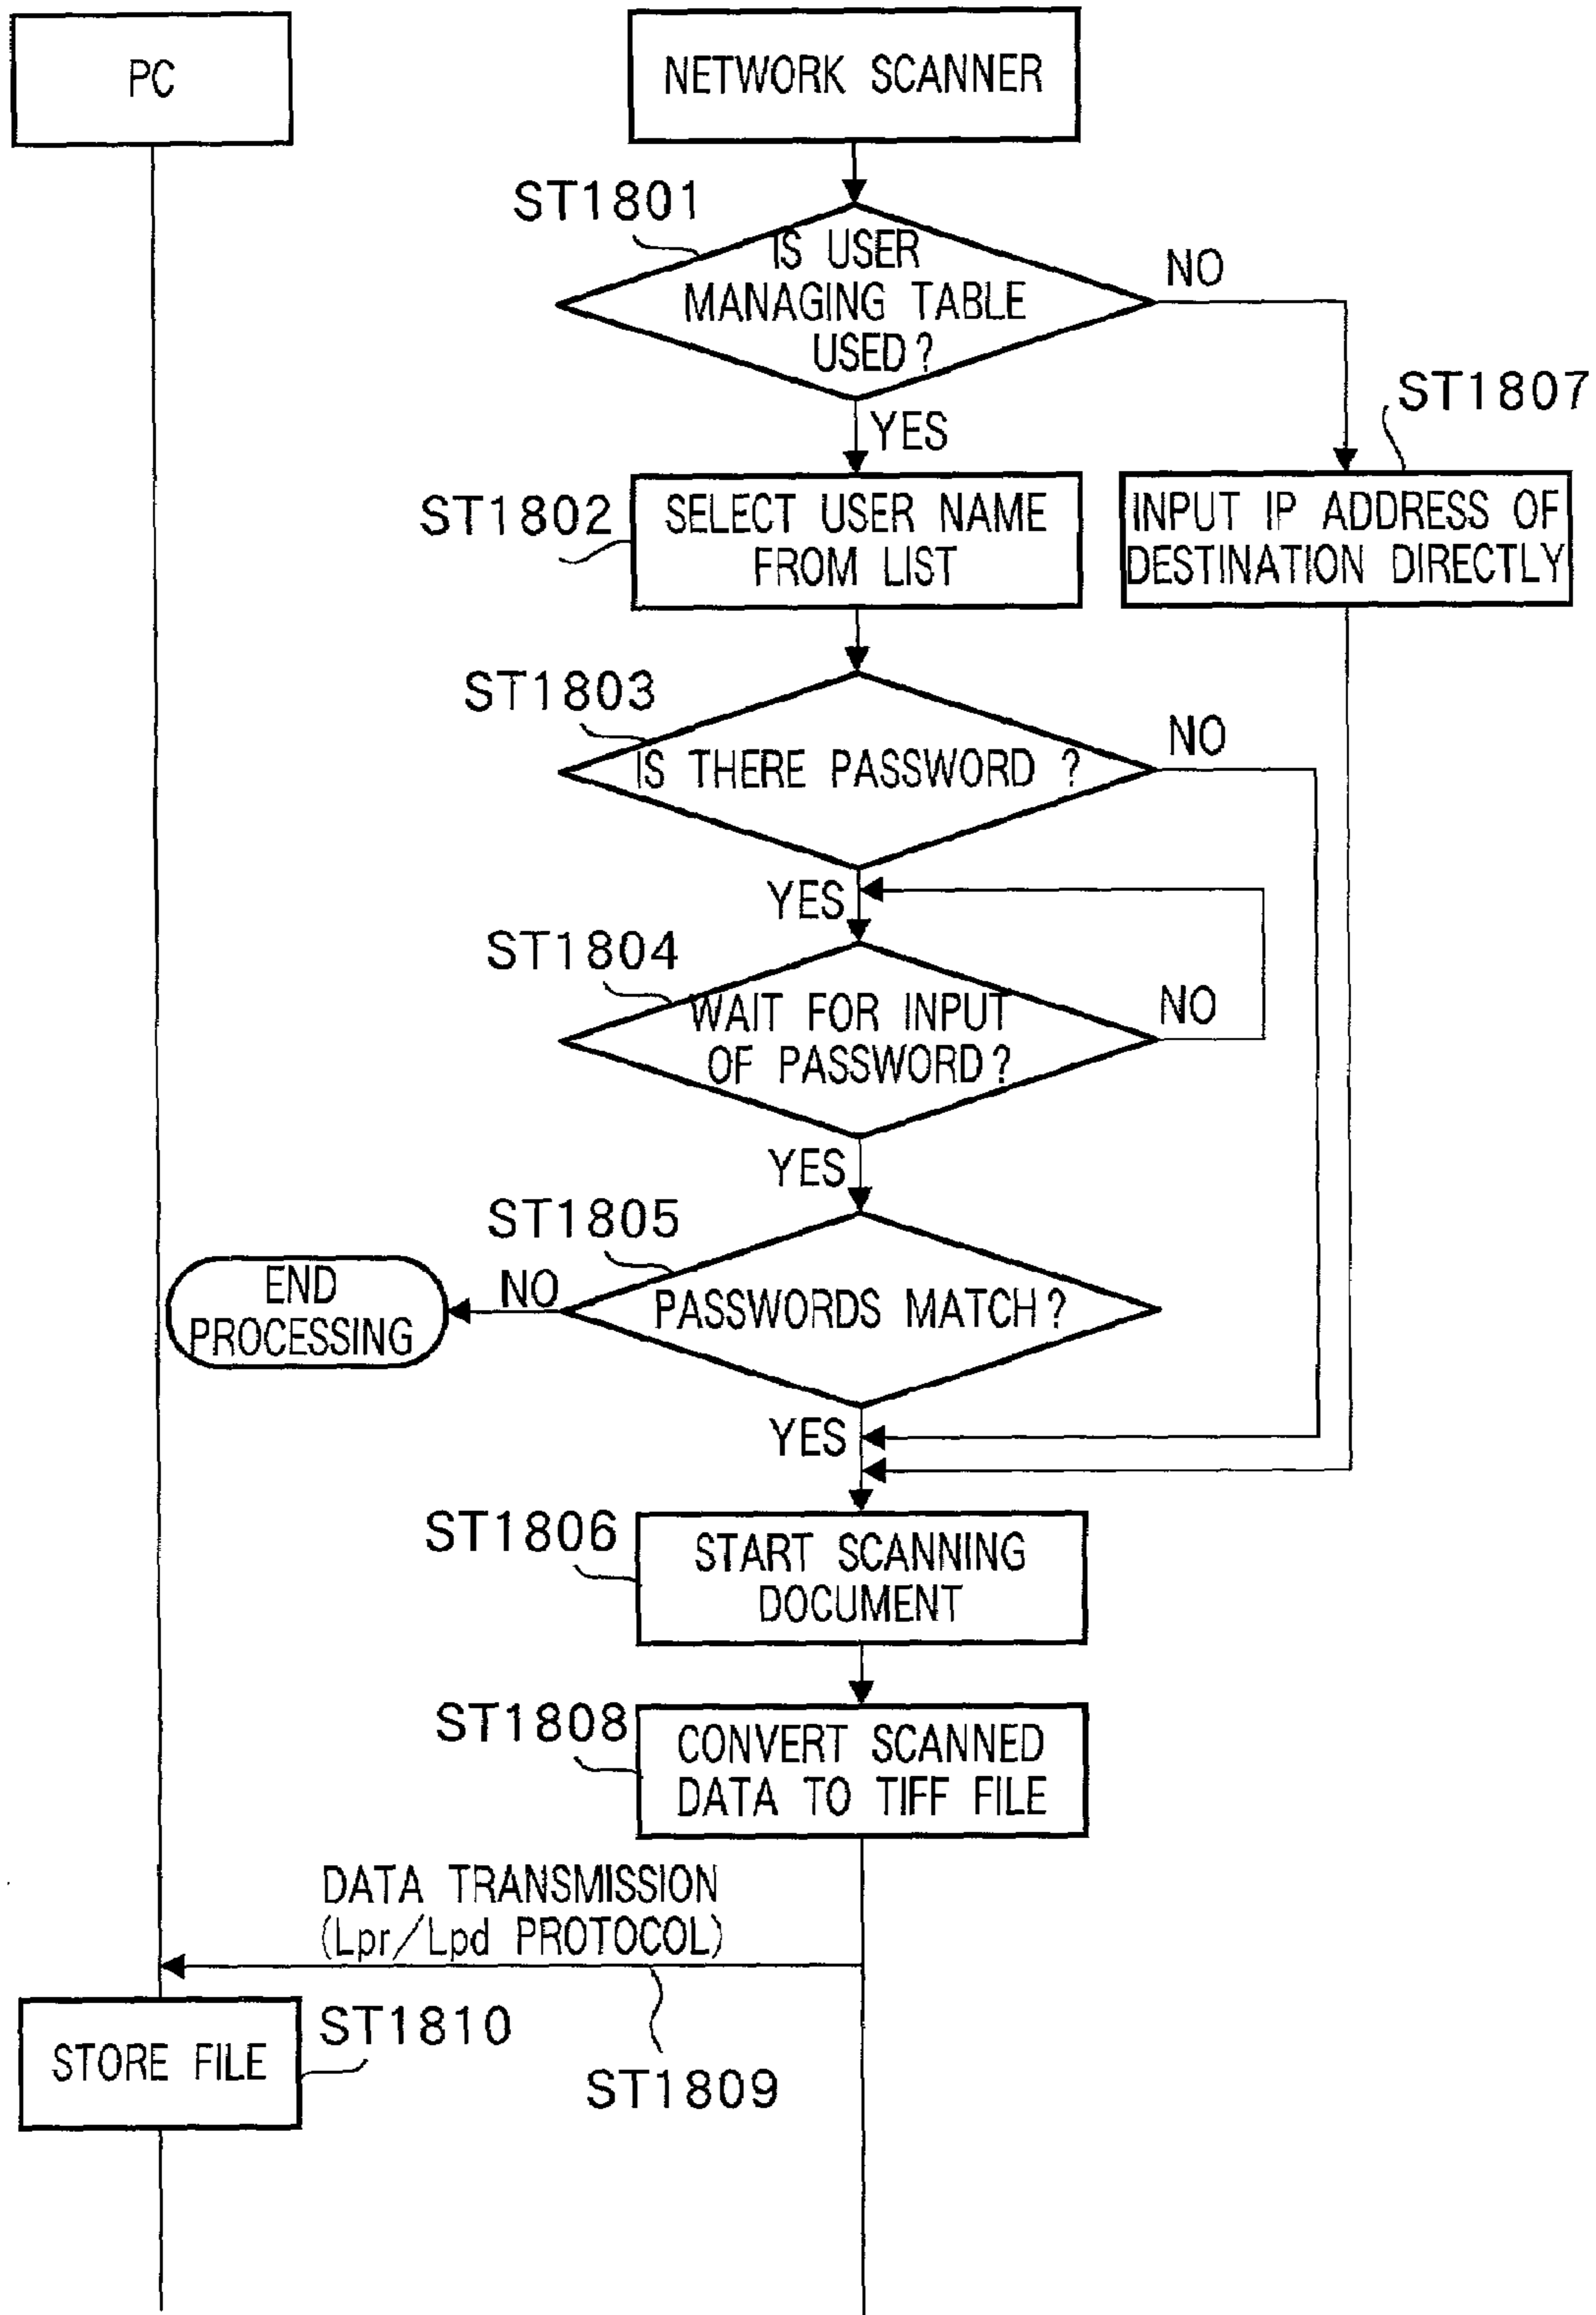 PC
NETWORK SCANNER
ST1801
IS USER
MANAGING TABLE
USED?
NO
YES
ST1807
INPUT IP ADDRESS OF
DESTINATION DIRECTLY
ST1802
SELECT USER NAME
FROM LIST
ST1803
IS THERE PASSWORD ?
NO
YES
ST1804
WAIT FOR INPUT
OF PASSWORD?
NO
YES
ST1805
PASSWORDS MATCH?
NO
END
PROCESSING
YES
ST1806
START SCANNING
DOCUMENT
ST1808
CONVERT SCANNED
DATA TO TIFF FILE
DATA TRANSMISSION
(Lpr/Lpd PROTOCOL)
ST1809
STORE FILE
ST1810